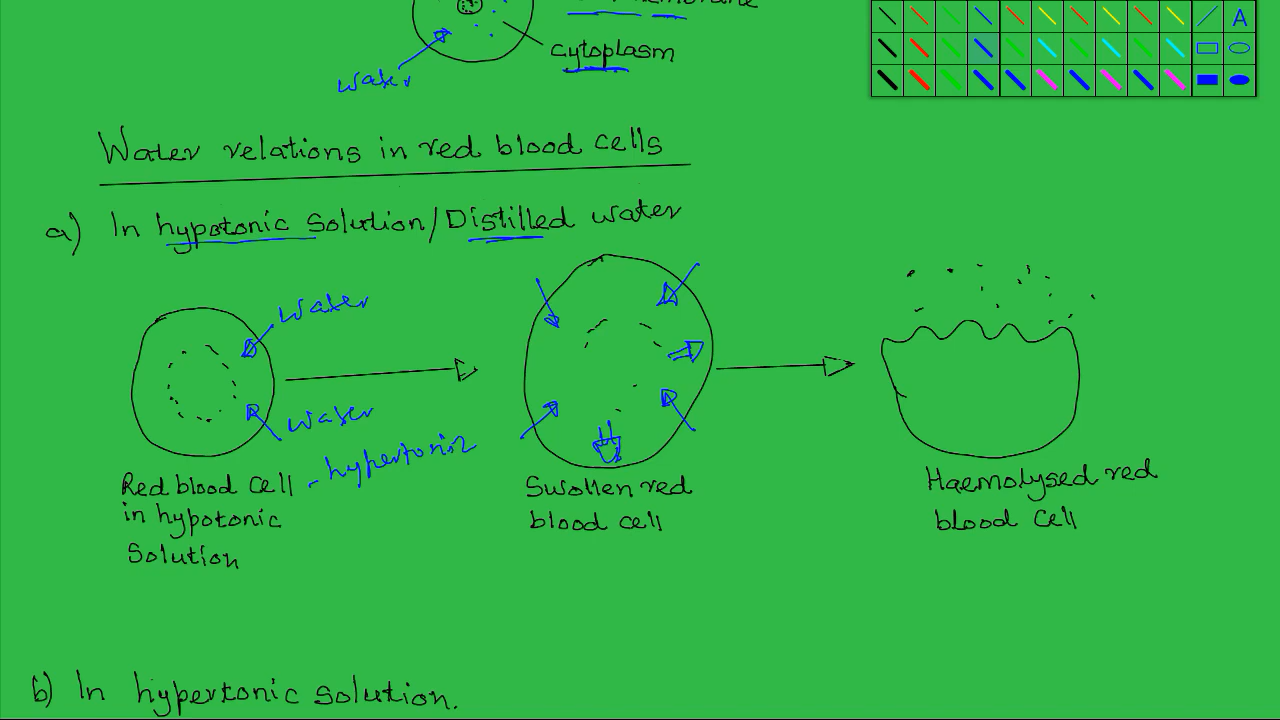 cytoplasm
water
Water relations in red blood cells
a) In hypotonic Solution/Distilled water
Water
Water
hypertonic
Red blood Cell
in hypotonic
Solution
Swollen red
blood cell
Haemolysed red
blood Cell
b) In hypertonic solution.
A